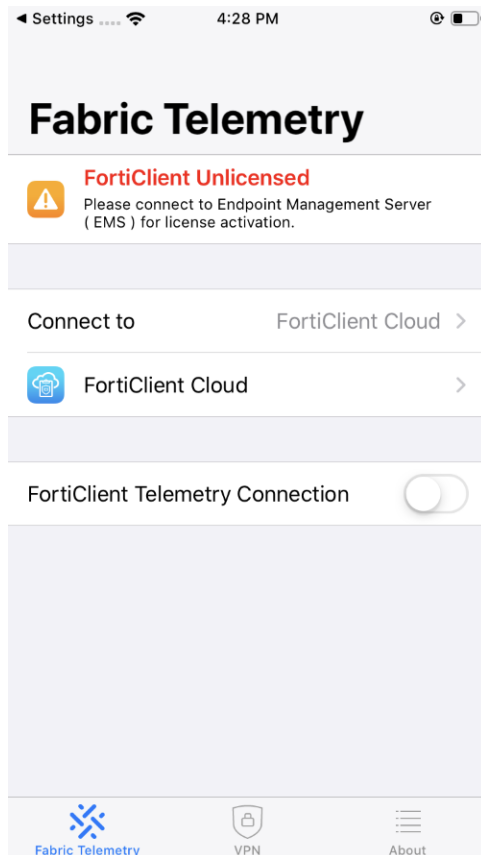 Settings
4:28 PM
Fabric Telemetry
FortiClient Unlicensed
Please connect to Endpoint Management Server
( EMS ) for license activation.
Connect to FortiClient Cloud
FortiClient Cloud
FortiClient Telemetry Connection
Fabric Telemetry VPN About